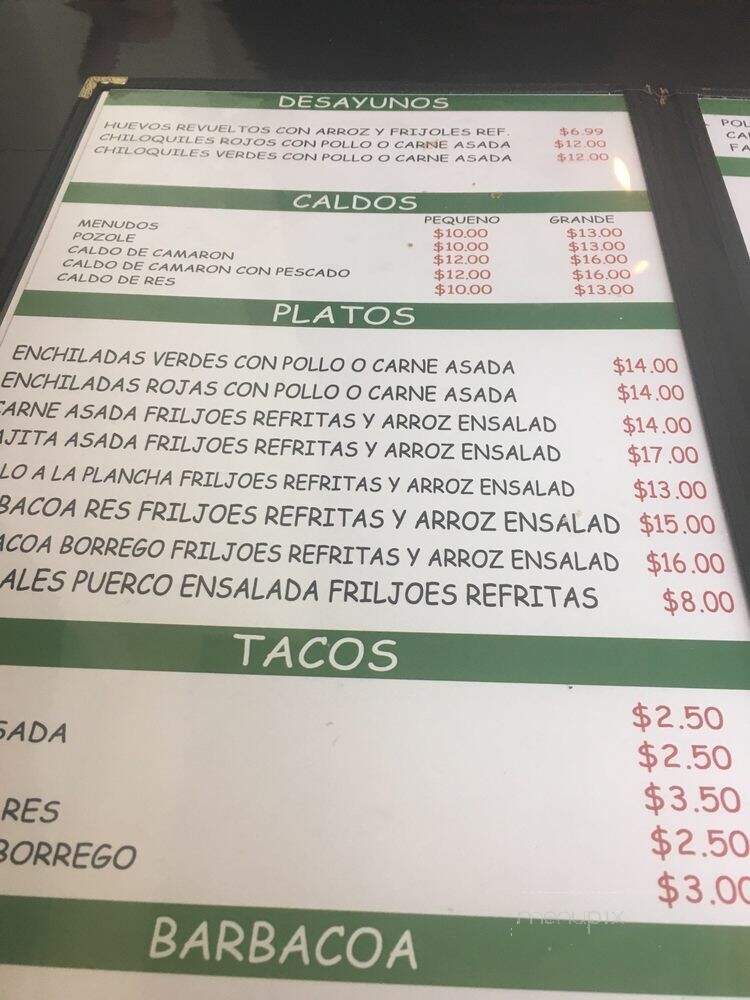 DESAYUNOS
HUEVOS REVUELTOS CON ARROZ Y FRIJOLES REF. $6.99
CHILOQUILES ROJOS CON POLLO O CARNE ASADA $12.00
CHILOQUILES VERDES CON POLLO O CARNE ASADA $12.00
CALDOS
PEQUENO GRANDE
MENUDOS $10.00 $13.00
POZOLE $10.00 $13.00
CALDO DE CAMARON $12.00 $16.00
CALDO DE CAMARON CON PESCADO $12.00 $16.00
CALDO DE RES $10.00 $13.00
PLATOS
ENCHILADAS VERDES CON POLLO O CARNE ASADA $14.00
ENCHILADAS ROJAS CON POLLO O CARNE ASADA $14.00
CARNE ASADA FRILJOES REFRITAS Y ARROZ ENSALAD $14.00
AJITA ASADA FRILJOES REFRITAS Y ARROZ ENSALAD $17.00
LO A LA PLANCHA FRILJOES REFRITAS Y ARROZ ENSALAD $13.00
BACOA RES FRILJOES REFRITAS Y ARROZ ENSALAD $15.00
ACOA BORREGO FRILJOES REFRITAS Y ARROZ ENSALAD $16.00
ALES PUERCO ENSALADA FRILJOES REFRITAS $8.00
TACOS
$2.50
SADA $2.50
$3.50
RES $2.50
BORREGO $3.00
BARBACOA
POL
CA
FA
menupix